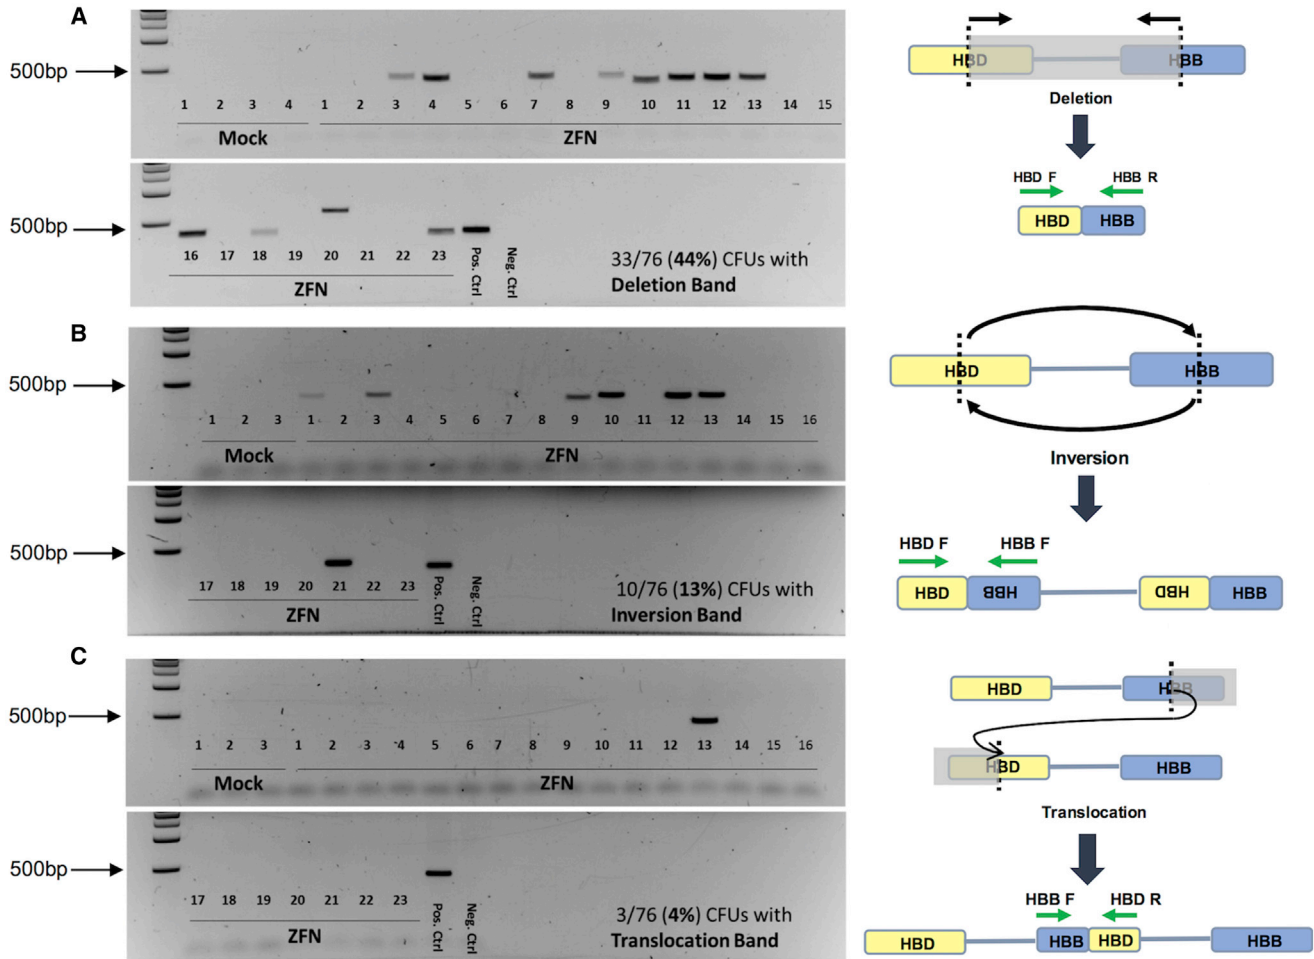 A
500bp
1 2 3 4 1 2 3 4 5 6 7 8 9 10 11 12 13 14 15
Mock ZFN
500bp
16 17 18 19 20 21 22 23 Pos. Ctrl Neg. Ctrl
ZFN
33/76 (44%) CFUs with
Deletion Band
HBD HBB
Deletion
HBD F HBB R
HBD HBB
B
500bp
1 2 3 1 2 3 4 5 6 7 8 9 10 11 12 13 14 15 16
Mock ZFN
500bp
17 18 19 20 21 22 23 Pos. Ctrl Neg. Ctrl
ZFN
10/76 (13%) CFUs with
Inversion Band
HBD HBB
Inversion
HBD F HBB F
HBD HBB HBD HBB
C
500bp
1 2 3 1 2 3 4 5 6 7 8 9 10 11 12 13 14 15 16
Mock ZFN
500bp
17 18 19 20 21 22 23 Pos. Ctrl Neg. Ctrl
ZFN
3/76 (4%) CFUs with
Translocation Band
HBD HBB
HBD HBB
Translocation
HBB F HBD R
HBD HBB HBD HBB